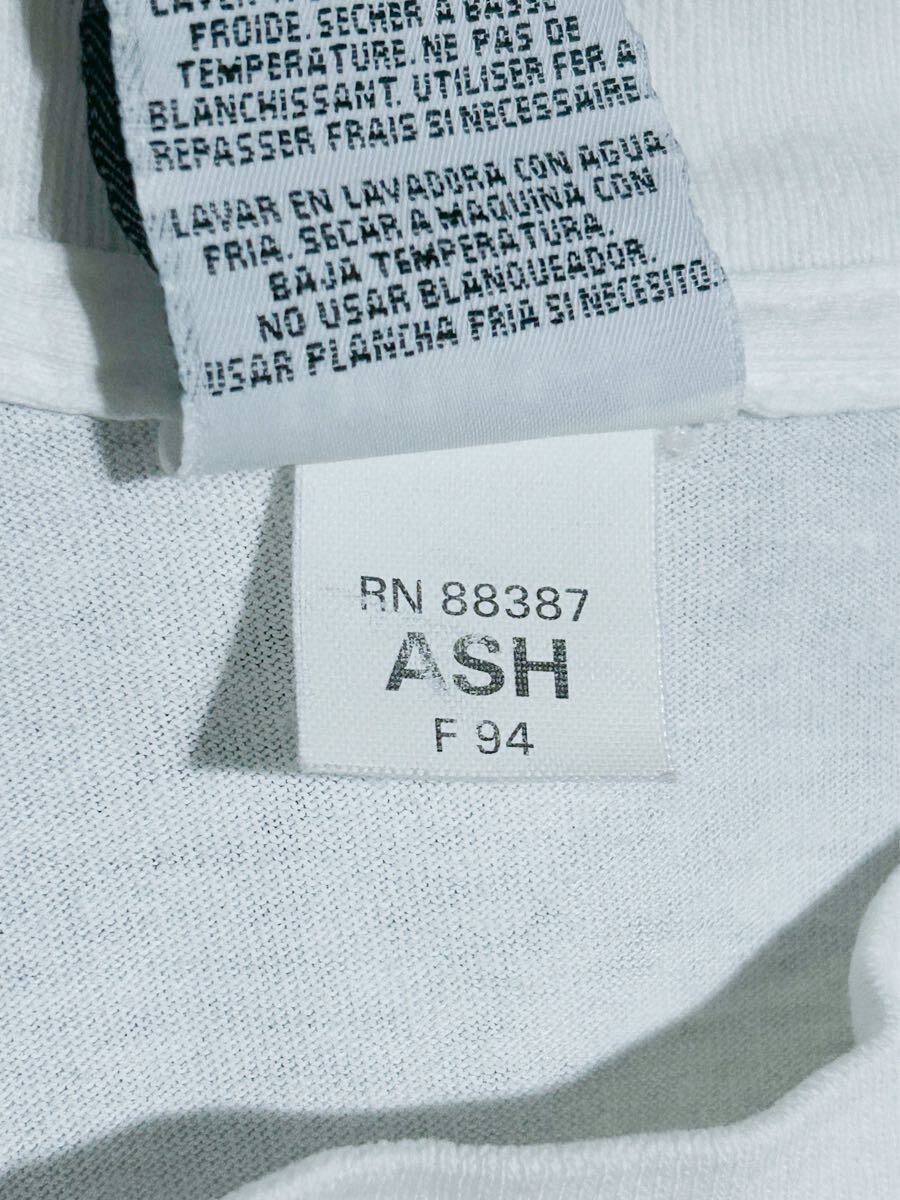 FROIDE. SECHER A BASSE
TEMPERATURE. NE PAS DE
BLANCHISSANT. UTILISER FER A
REPASSER FRAIS SI NECESSAIRE.
LAVAR EN LAVADORA CON AGUA
FRIA. SECAR A MAQUINA CON
BAJA TEMPERATURA.
NO USAR BLANQUEADOR.
USAR PLANCHA FRIA SI NECESITO.
RN 88387
ASH
F 94